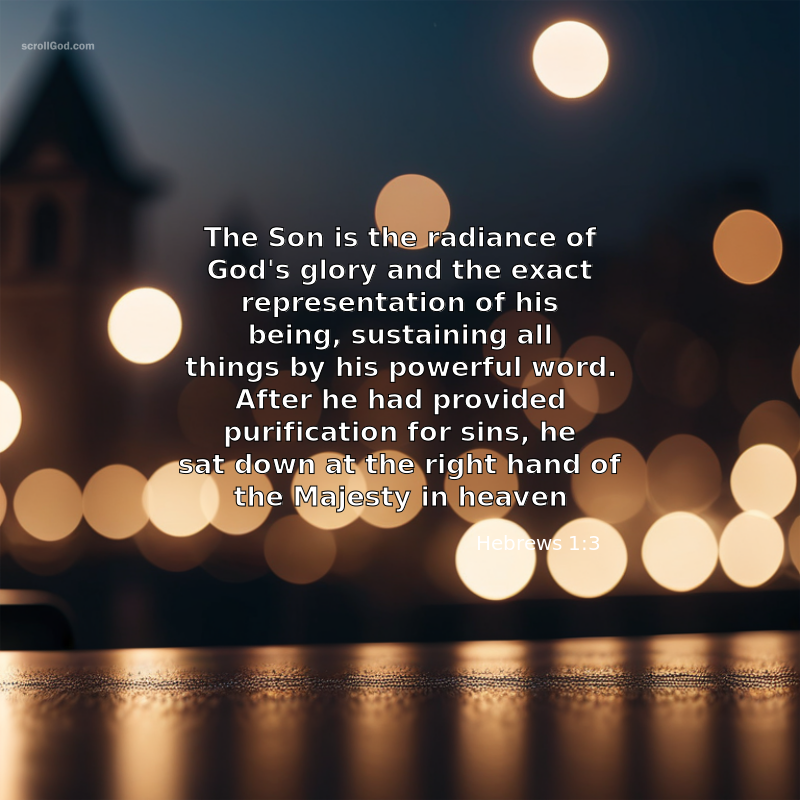 scrollGod.com
The Son is the radiance of
God's glory and the exact
representation of his
being, sustaining all
things by his powerful word.
After he had provided
purification for sins, he
sat down at the right hand of
the Majesty in heaven
Hebrews 1:3